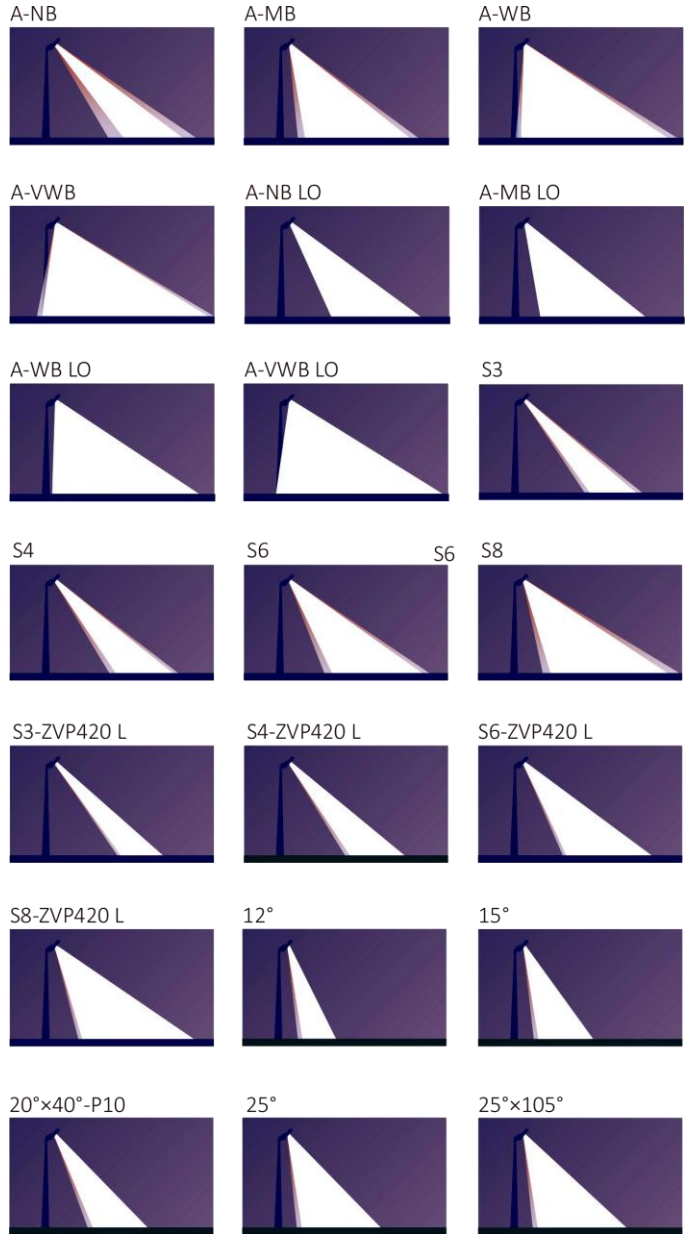 A-NB
A-MB
A-WB
A-VWB
A-NB LO
A-MB LO
A-WB LO
A-VWB LO
S3
S4
S6
S6
S8
S3-ZVP420 L
S4-ZVP420 L
S6-ZVP420 L
S8-ZVP420 L
12°
15°
20°×40°-P10
25°
25°×105°